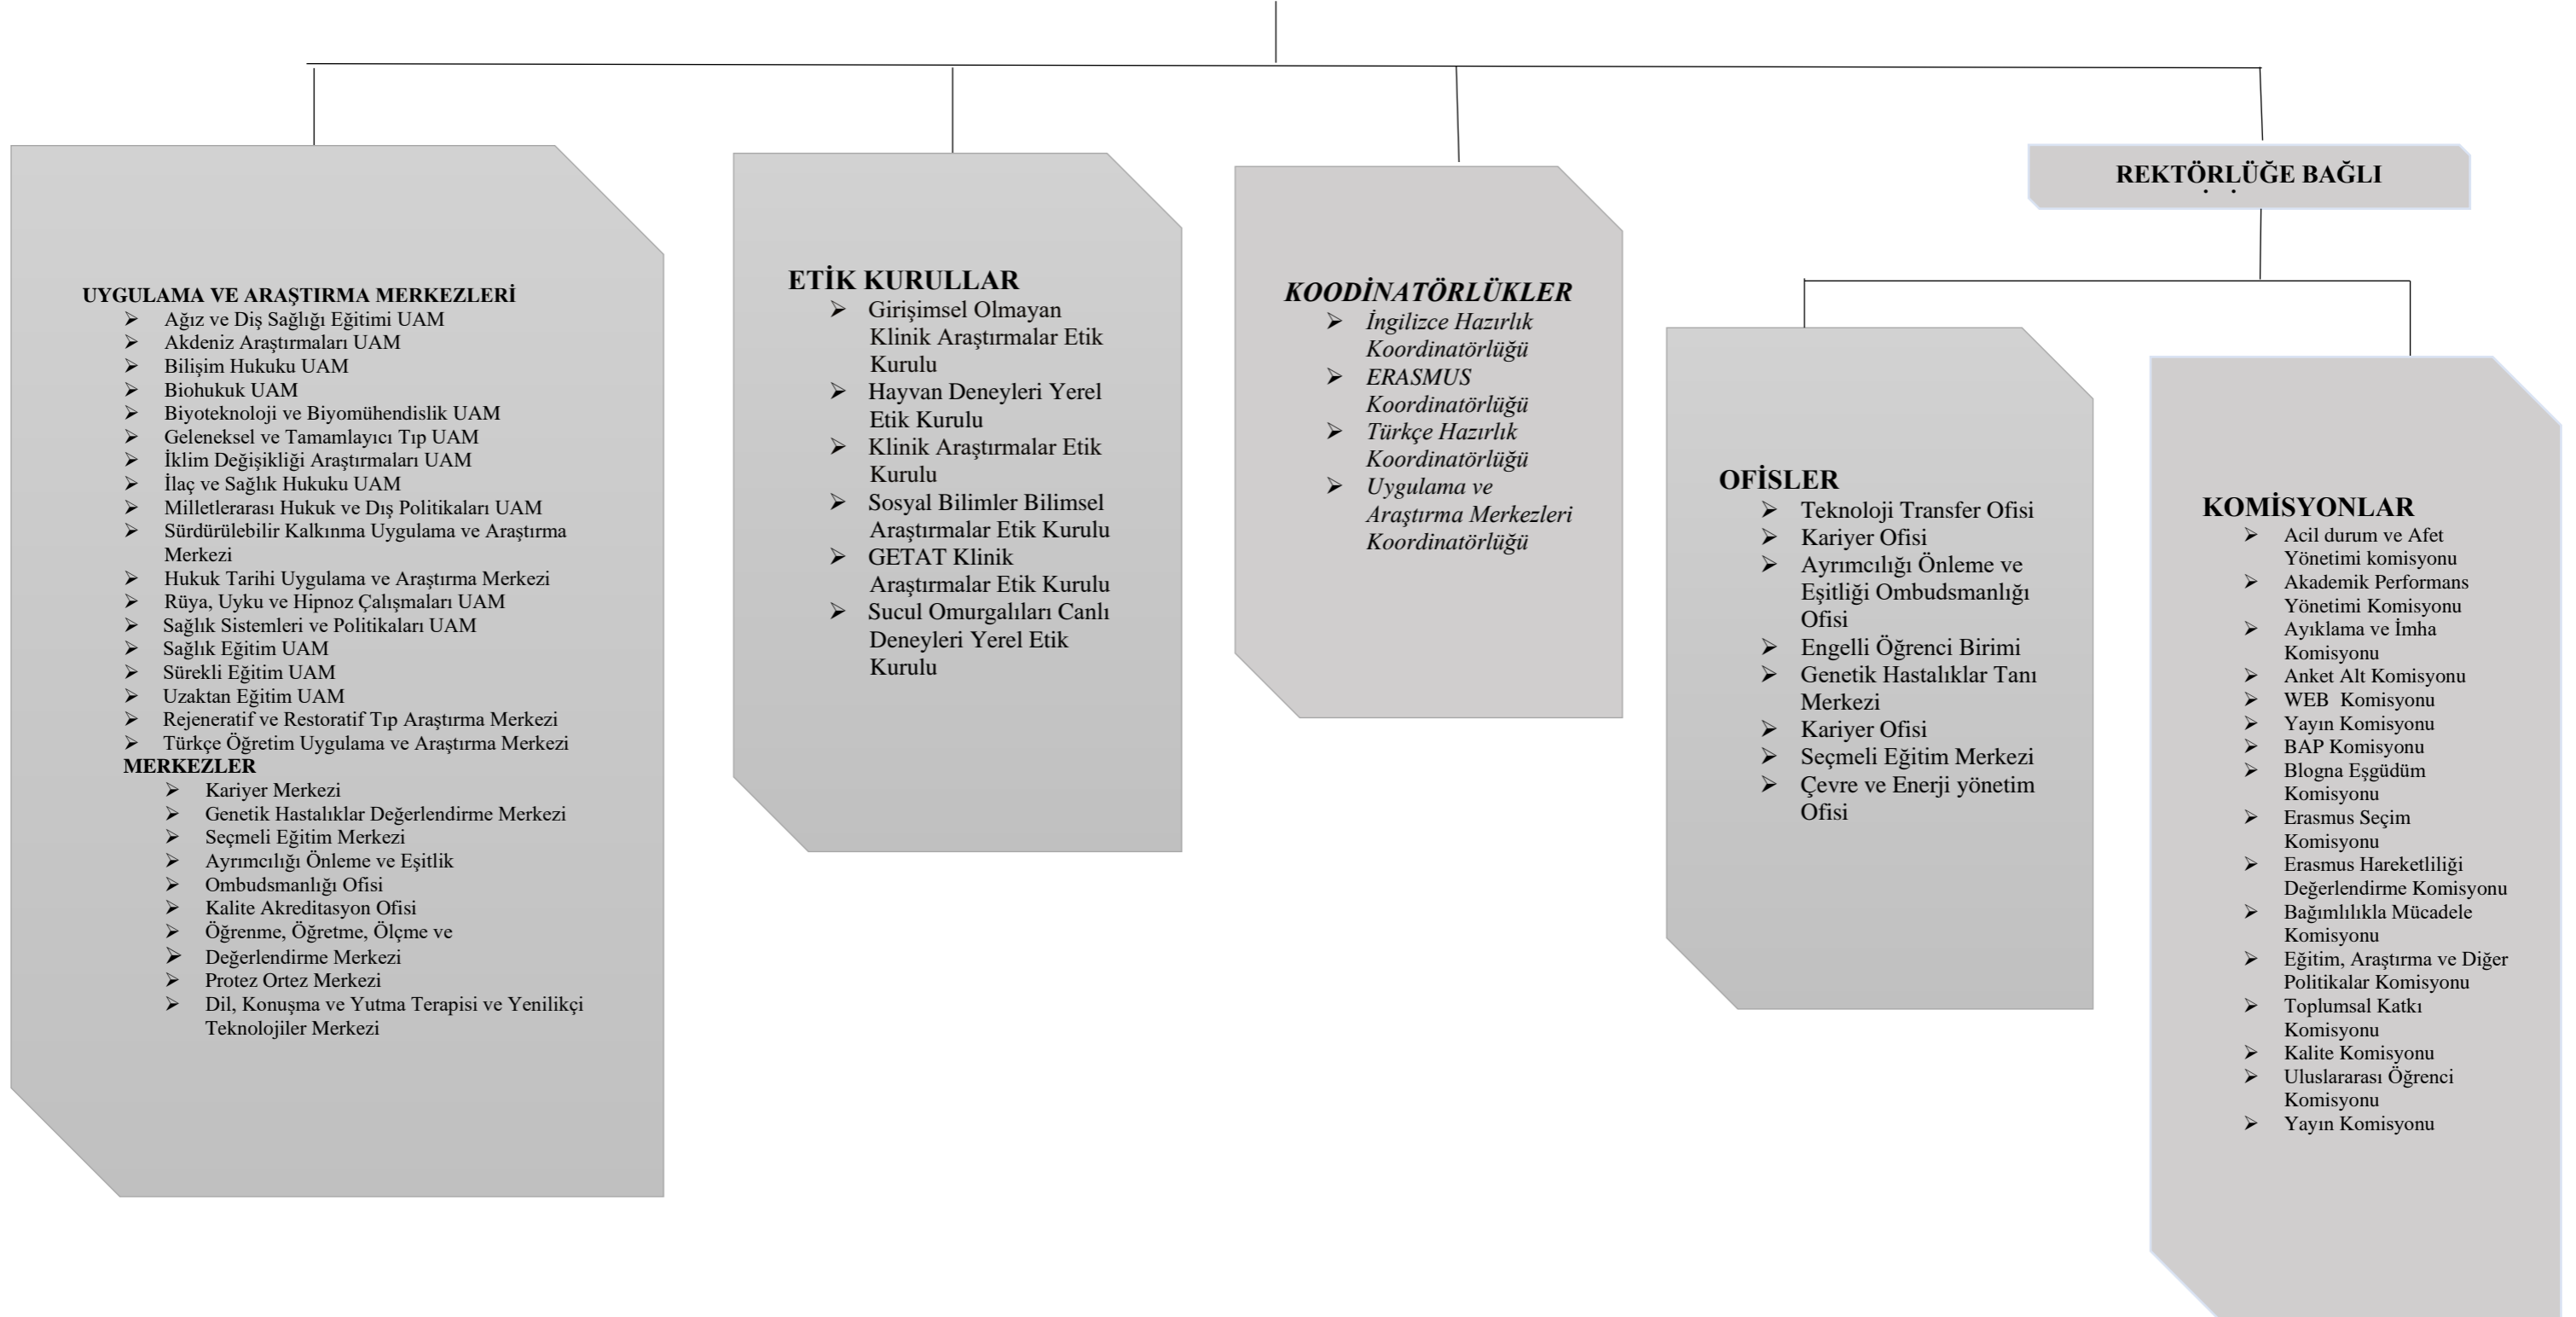 UYGULAMA VE ARAŞTIRMA MERKEZLERİ
➢ Ağız ve Diş Sağlığı Eğitimi UAM
➢ Akdeniz Araştırmaları UAM
➢ Bilişim Hukuku UAM
➢ Biohukuk UAM
➢ Biyoteknoloji ve Biyomühendislik UAM
➢ Geleneksel ve Tamamlayıcı Tıp UAM
➢ İklim Değişikliği Araştırmaları UAM
➢ İlaç ve Sağlık Hukuku UAM
➢ Milletlerarası Hukuk ve Dış Politikaları UAM
➢ Sürdürülebilir Kalkınma Uygulama ve Araştırma
Merkezi
➢ Hukuk Tarihi Uygulama ve Araştırma Merkezi
➢ Rüya, Uyku ve Hipnoz Çalışmaları UAM
➢ Sağlık Sistemleri ve Politikaları UAM
➢ Sağlık Eğitim UAM
➢ Sürekli Eğitim UAM
➢ Uzaktan Eğitim UAM
➢ Rejeneratif ve Restoratif Tıp Araştırma Merkezi
➢ Türkçe Öğretim Uygulama ve Araştırma Merkezi
MERKEZLER
➢ Kariyer Merkezi
➢ Genetik Hastalıklar Değerlendirme Merkezi
➢ Seçmeli Eğitim Merkezi
➢ Ayrımcılığı Önleme ve Eşitlik
➢ Ombudsmanlığı Ofisi
➢ Kalite Akreditasyon Ofisi
➢ Öğrenme, Öğretme, Ölçme ve
➢ Değerlendirme Merkezi
➢ Protez Ortez Merkezi
➢ Dil, Konuşma ve Yutma Terapisi ve Yenilikçi
Teknolojiler Merkezi
ETİK KURULLAR
➢ Girişimsel Olmayan
Klinik Araştırmalar Etik
Kurulu
➢ Hayvan Deneyleri Yerel
Etik Kurulu
➢ Klinik Araştırmalar Etik
Kurulu
➢ Sosyal Bilimler Bilimsel
Araştırmalar Etik Kurulu
➢ GETAT Klinik
Araştırmalar Etik Kurulu
➢ Sucul Omurgalıları Canlı
Deneyleri Yerel Etik
Kurulu
KOODİNATÖRLÜKLER
➢ İngilizce Hazırlık
Koordinatörlüğü
➢ ERASMUS
Koordinatörlüğü
➢ Türkçe Hazırlık
Koordinatörlüğü
➢ Uygulama ve
Araştırma Merkezleri
Koordinatörlüğü
REKTÖRLÜĞE BAĞLI
OFİSLER
➢ Teknoloji Transfer Ofisi
➢ Kariyer Ofisi
➢ Ayrımcılığı Önleme ve
Eşitliği Ombudsmanlığı
Ofisi
➢ Engelli Öğrenci Birimi
➢ Genetik Hastalıklar Tanı
Merkezi
➢ Kariyer Ofisi
➢ Seçmeli Eğitim Merkezi
➢ Çevre ve Enerji yönetim
Ofisi
KOMİSYONLAR
➢ Acil durum ve Afet
Yönetimi komisyonu
➢ Akademik Performans
Yönetimi Komisyonu
➢ Ayıklama ve İmha
Komisyonu
➢ Anket Alt Komisyonu
➢ WEB  Komisyonu
➢ Yayın Komisyonu
➢ BAP Komisyonu
➢ Blogna Eşgüdüm
Komisyonu
➢ Erasmus Seçim
Komisyonu
➢ Erasmus Hareketliliği
Değerlendirme Komisyonu
➢ Bağımlılıkla Mücadele
Komisyonu
➢ Eğitim, Araştırma ve Diğer
Politikalar Komisyonu
➢ Toplumsal Katkı
Komisyonu
➢ Kalite Komisyonu
➢ Uluslararası Öğrenci
Komisyonu
➢ Yayın Komisyonu